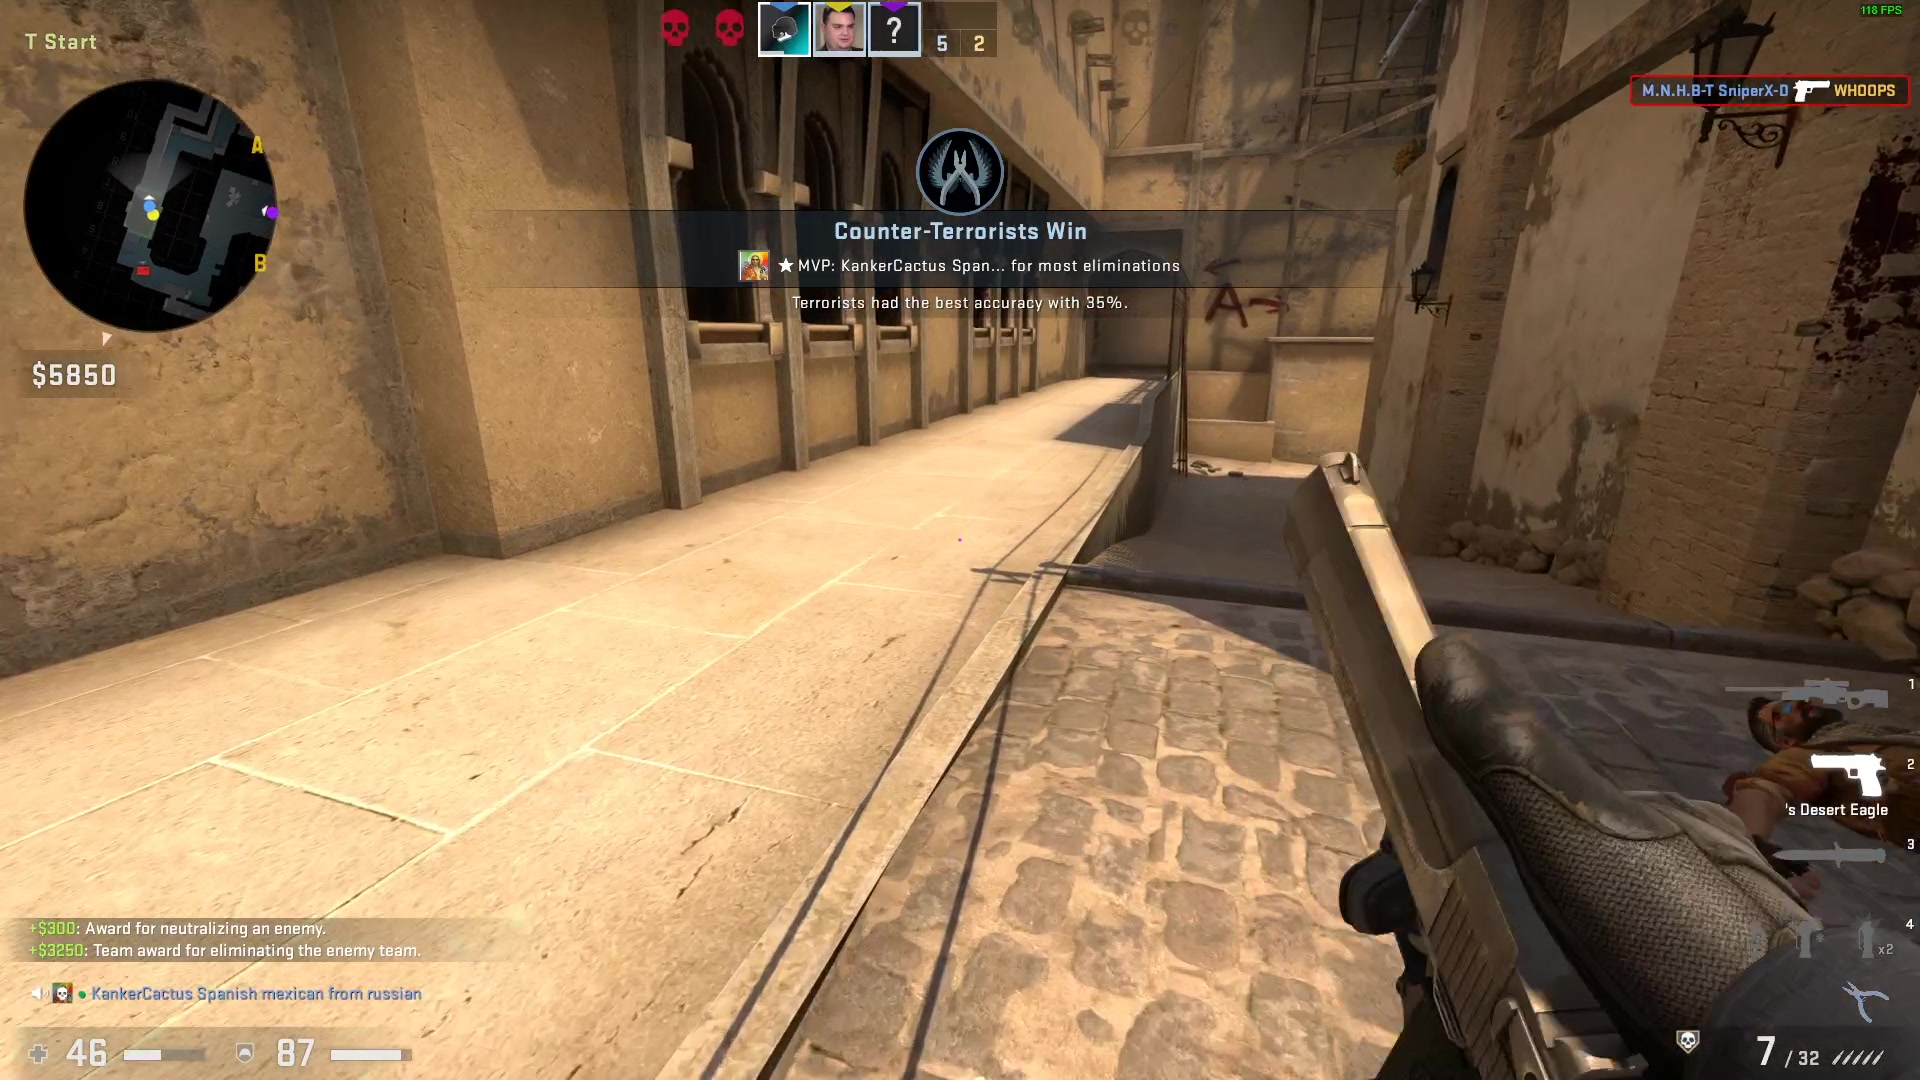 118 FPS
T Start
?
5 2
M.N.H.B-T SniperX-D WHOOPS
A
B
Counter-Terrorists Win
★ MVP: KankerCactus Span... for most eliminations
Terrorists had the best accuracy with 35%.
A
$5850
1
2
's Desert Eagle
3
4
x2
+$300: Award for neutralizing an enemy.
+$3250: Team award for eliminating the enemy team.
KankerCactus Spanish mexican from russian
46 87
7 / 32